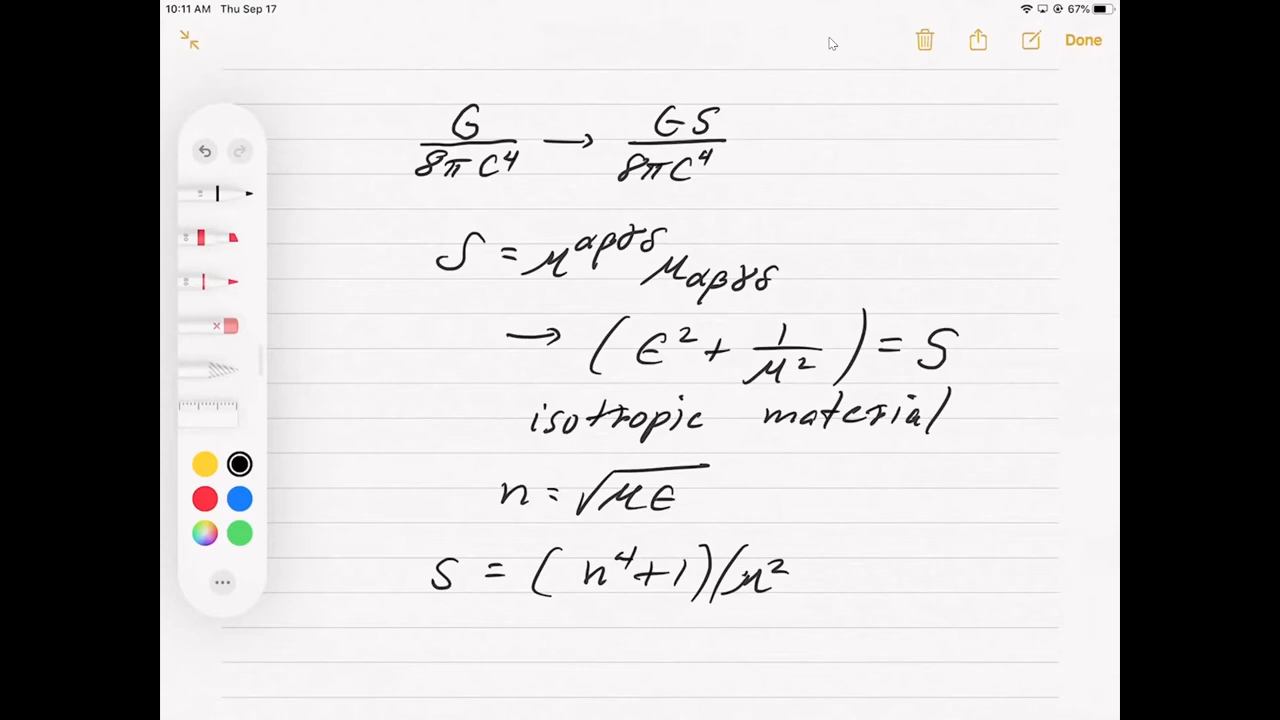 10:11 AM Thu Sep 17 67%
Done
G/8πc⁴ → GS/8πc⁴
S = μ^αβγδ μ_αβγδ
→ (ϵ² + 1/μ²) = S
isotropic material
n = √μϵ
S = (n⁴+1)/μ²